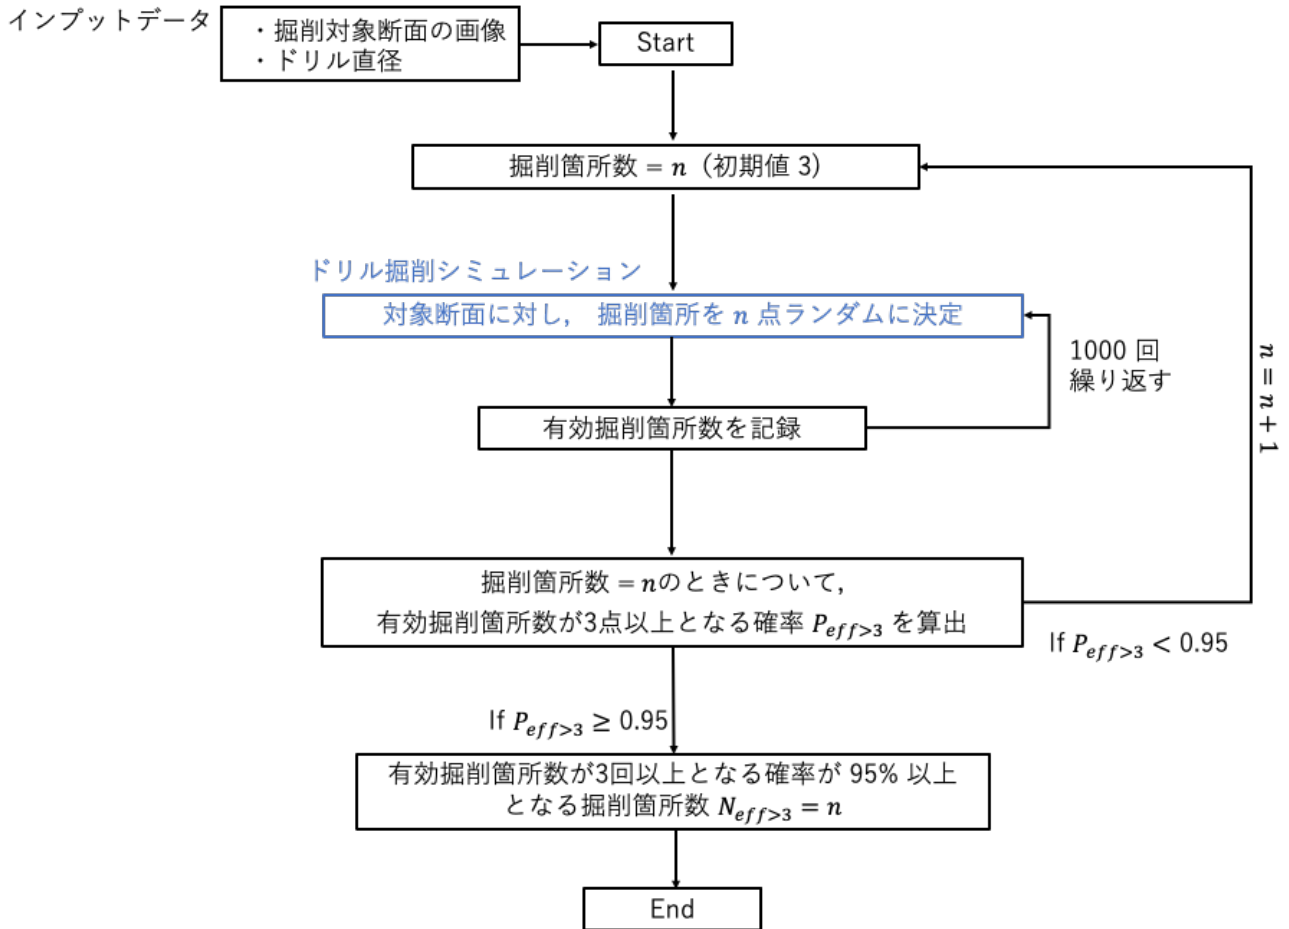 インプットデータ
・掘削対象断面の画像
・ドリル直径
Start
掘削箇所数 = n（初期値 3）
ドリル掘削シミュレーション
対象断面に対し， 掘削箇所を n 点ランダムに決定
1000 回
繰り返す
有効掘削箇所数を記録
n = n + 1
掘削箇所数 = nのときについて，
有効掘削箇所数が3点以上となる確率 P_{eff>3} を算出
If P_{eff>3} < 0.95
If P_{eff>3} ≥ 0.95
有効掘削箇所数が3回以上となる確率が 95% 以上
となる掘削箇所数 N_{eff>3} = n
End